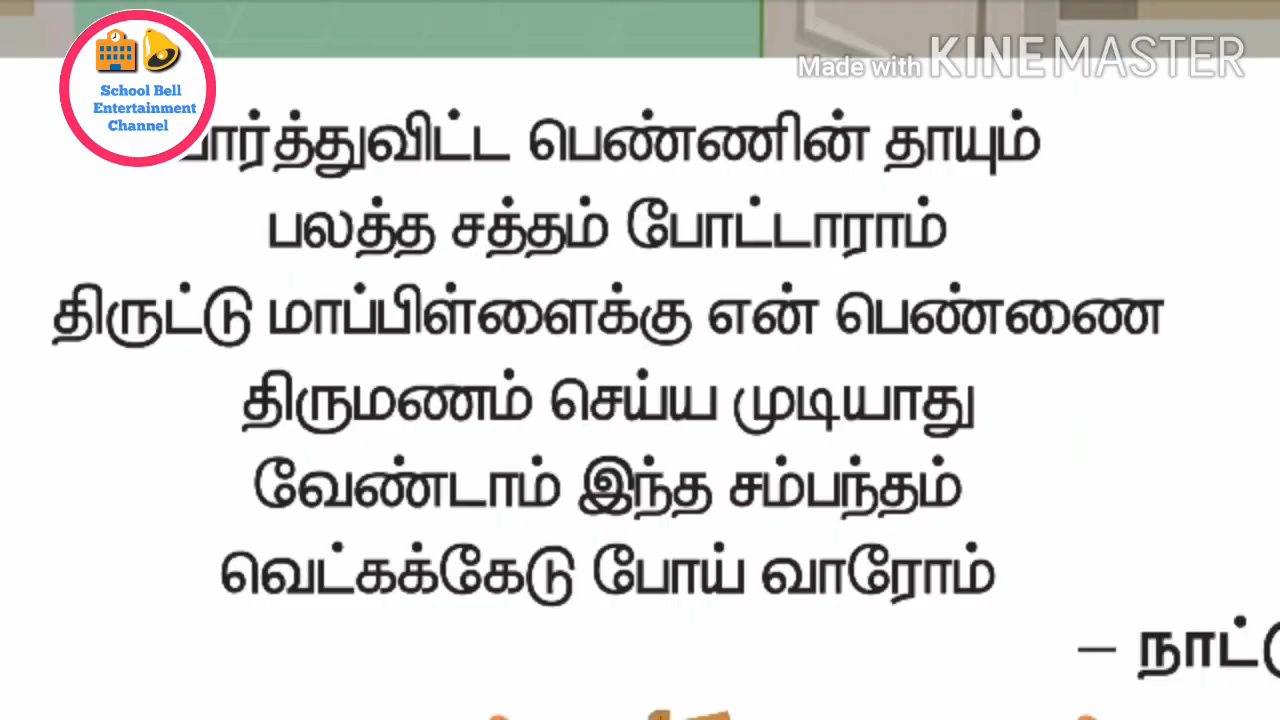 School Bell
Entertainment
Channel
Made with KINEMASTER
பெண்ணின் தாயும்
பலத்த சத்தம் போட்டாராம்
திருட்டு மாப்பிள்ளைக்கு என் பெண்ணை
திருமணம் செய்ய முடியாது
வேண்டாம் இந்த சம்பந்தம்
வெட்கக்கேடு போய் வாரோம்